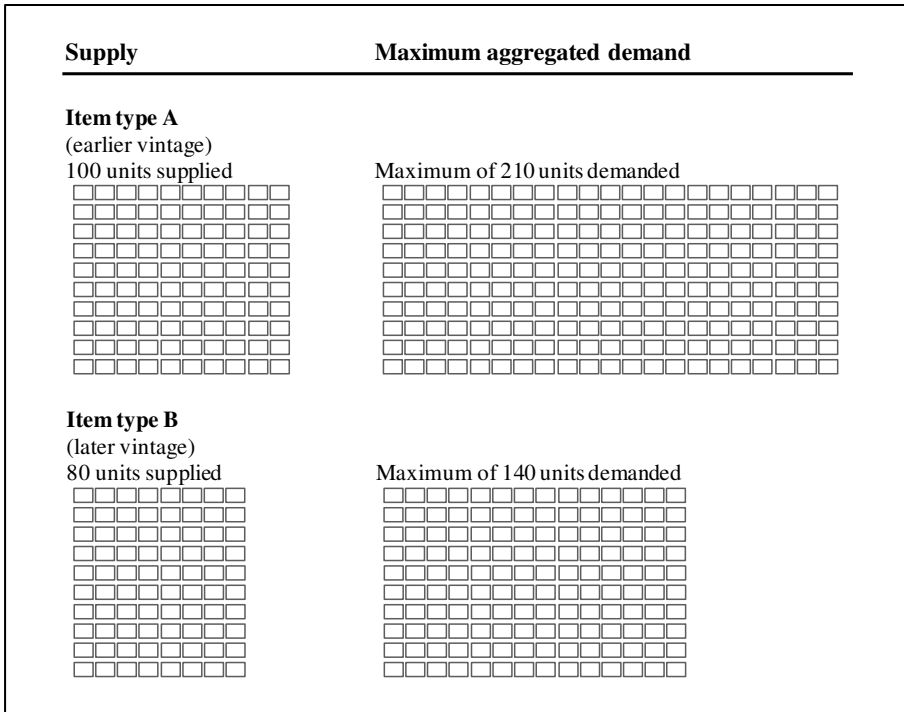 Supply Maximum aggregated demand
Item type A
(earlier vintage)
100 units supplied Maximum of 210 units demanded
Item type B
(later vintage)
80 units supplied Maximum of 140 units demanded